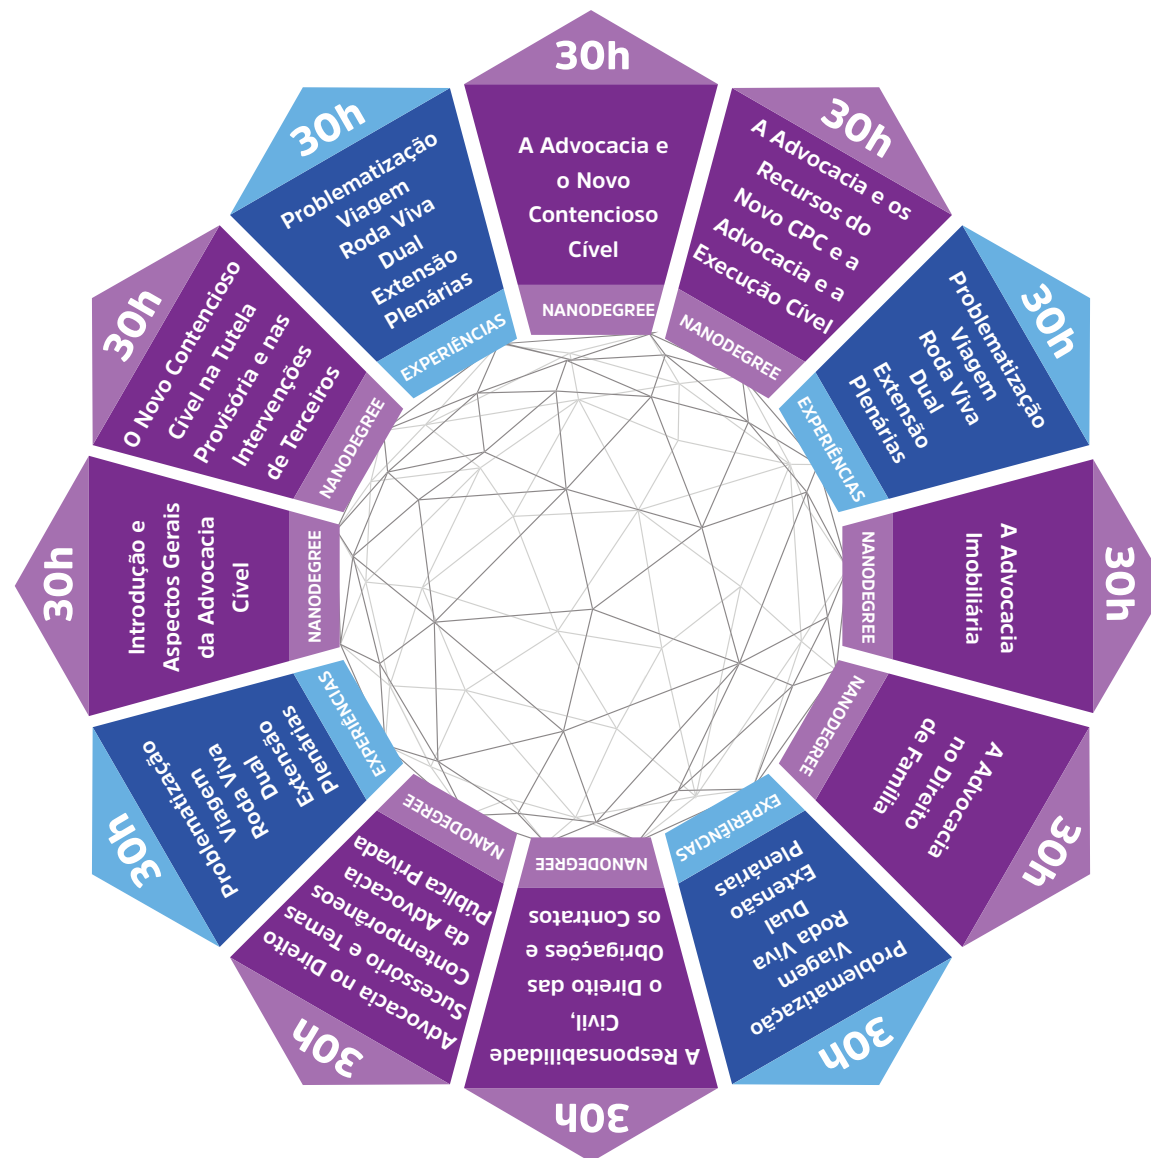 30h
A Advocacia e
o Novo
Contencioso
Cível
NANODEGREE
30h
A Advocacia e os
Recursos do
Novo CPC e a
Advocacia e a
Execução Cível
NANODEGREE
30h
Problematização
Viagem
Roda Viva
Dual
Extensão
Plenárias
EXPERIÊNCIAS
30h
A Advocacia
Imobiliária
NANODEGREE
30h
A Advocacia
no Direito
de Família
NANODEGREE
30h
Problematização
Viagem
Roda Viva
Dual
Extensão
Plenárias
EXPERIÊNCIAS
30h
A Responsabilidade
Civil,
o Direito das
Obrigações e
os Contratos
NANODEGREE
30h
Advocacia no Direito
Sucessório e Temas
Contemporâneos
da Advocacia
Pública Privada
NANODEGREE
30h
Problematização
Viagem
Roda Viva
Dual
Extensão
Plenárias
EXPERIÊNCIAS
30h
Introdução e
Aspectos Gerais
da Advocacia
Cível
NANODEGREE
30h
O Novo Contencioso
Cível na Tutela
Provisória e nas
Intervenções
de Terceiros
NANODEGREE
30h
Problematização
Viagem
Roda Viva
Dual
Extensão
Plenárias
EXPERIÊNCIAS